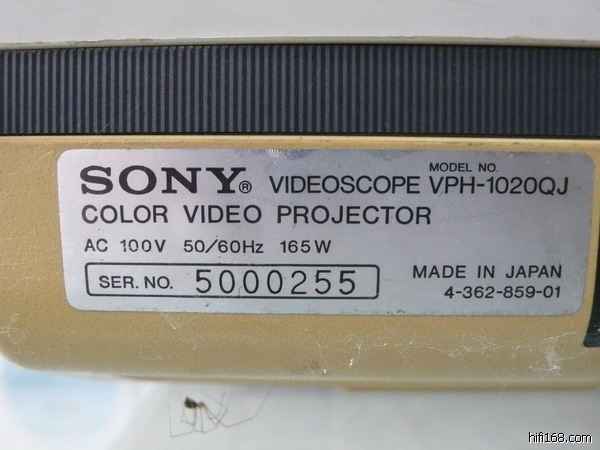 MODEL NO.
SONY® VIDEOSCOPE VPH-1020QJ
COLOR VIDEO PROJECTOR
AC 100V 50/60Hz 165W
SER. NO. 5000255
MADE IN JAPAN
4-362-859-01
hifi168.com